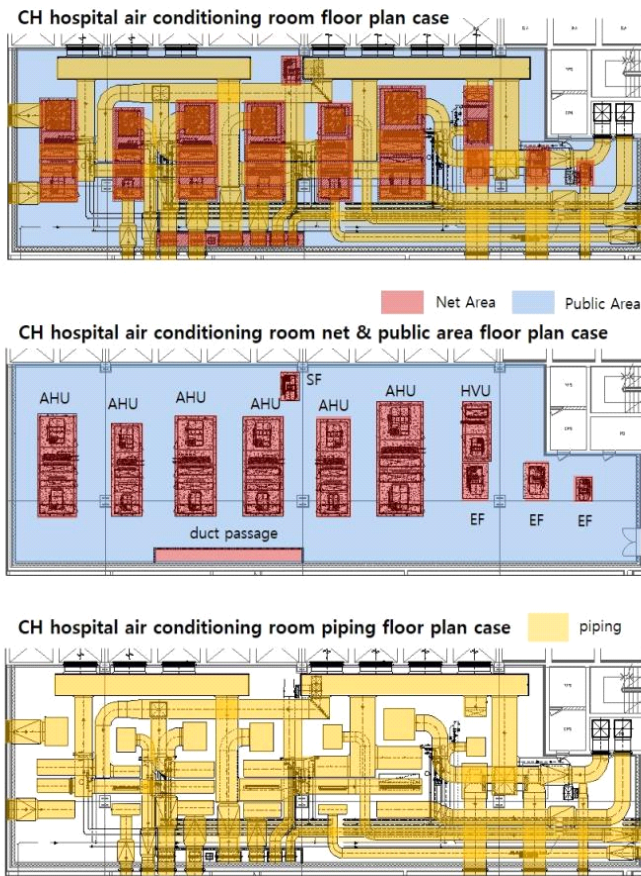 CH hospital air conditioning room floor plan case
Net Area
Public Area
CH hospital air conditioning room net & public area floor plan case
SF
AHU
AHU
AHU
AHU
AHU
AHU
HVU
EF
EF
EF
duct passage
CH hospital air conditioning room piping floor plan case
piping